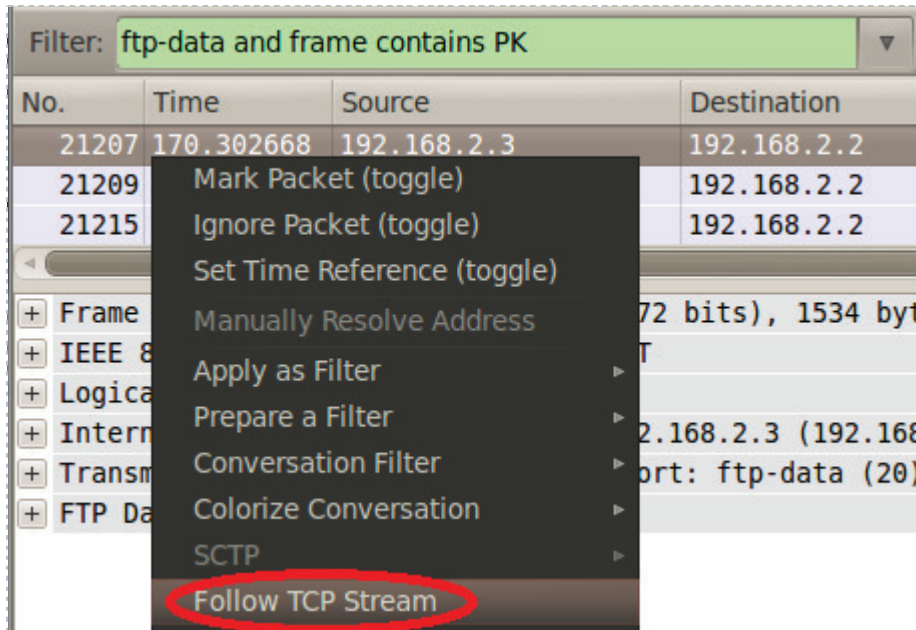 Filter: ftp-data and frame contains PK
No. Time Source Destination
21207 170.302668 192.168.2.3 192.168.2.2
21209 192.168.2.2
21215 192.168.2.2
Mark Packet (toggle)
Ignore Packet (toggle)
Set Time Reference (toggle)
Manually Resolve Address
Apply as Filter
Prepare a Filter
Conversation Filter
Colorize Conversation
SCTP
Follow TCP Stream
Frame 72 bits), 1534 byt
IEEE 8 T
Logica
Intern 2.168.2.3 (192.168
Transm ort: ftp-data (20)
FTP Da